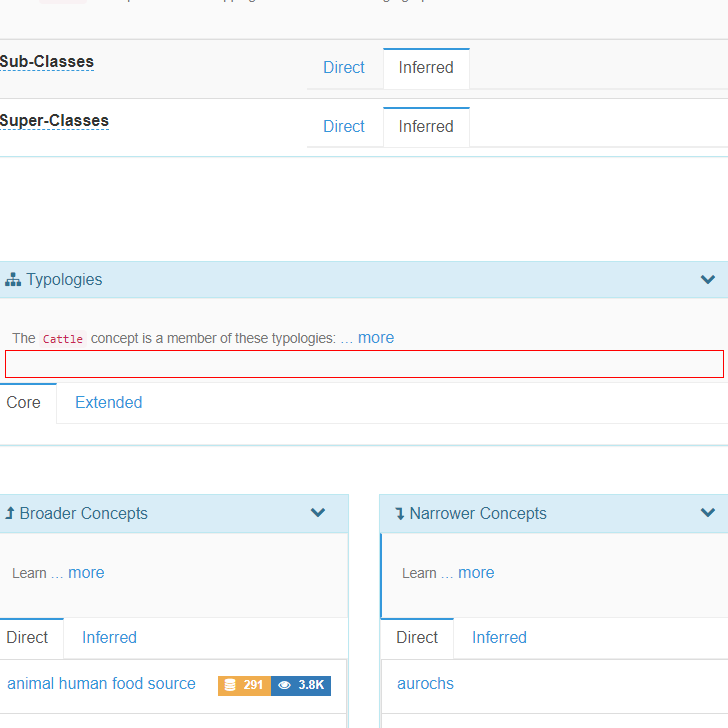 Sub-Classes
Direct Inferred
Super-Classes
Direct Inferred
Typologies
The Cattle concept is a member of these typologies: ... more
Core Extended
Broader Concepts
Learn ... more
Direct Inferred
animal human food source 291 3.8K
Narrower Concepts
Learn ... more
Direct Inferred
aurochs